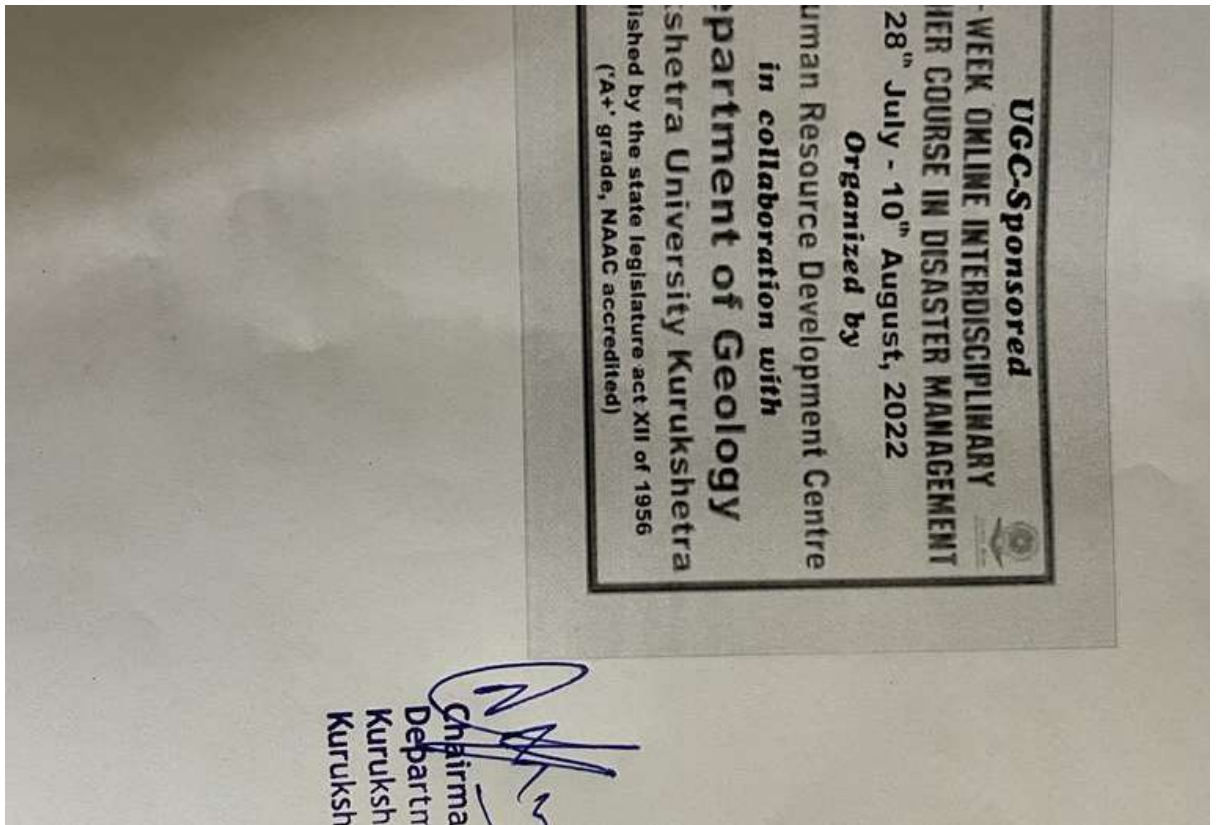 UGC-Sponsored
-WEEK ONLINE INTERDISCIPLINARY
HER COURSE IN DISASTER MANAGEMENT
28th July - 10th August, 2022
Organized by
uman Resource Development Centre
in collaboration with
epartment of Geology
kshetra University Kurukshetra
lished by the state legislature act XII of 1956
('A+' grade, NAAC accredited)
Chairma
Departm
Kuruksh
Kuruksh